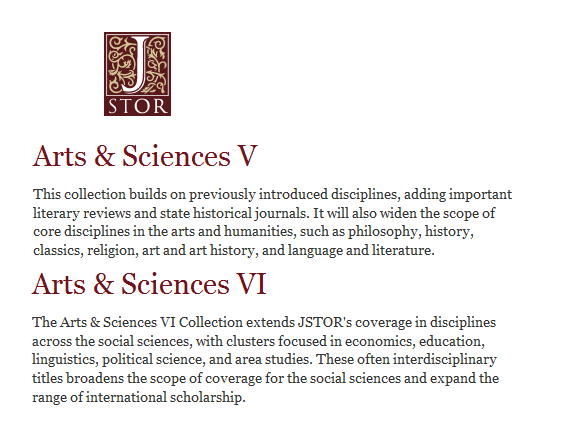 J
STOR
Arts & Sciences V
This collection builds on previously introduced disciplines, adding important
literary reviews and state historical journals. It will also widen the scope of
core disciplines in the arts and humanities, such as philosophy, history,
classics, religion, art and art history, and language and literature.
Arts & Sciences VI
The Arts & Sciences VI Collection extends JSTOR's coverage in disciplines
across the social sciences, with clusters focused in economics, education,
linguistics, political science, and area studies. These often interdisciplinary
titles broadens the scope of coverage for the social sciences and expand the
range of international scholarship.